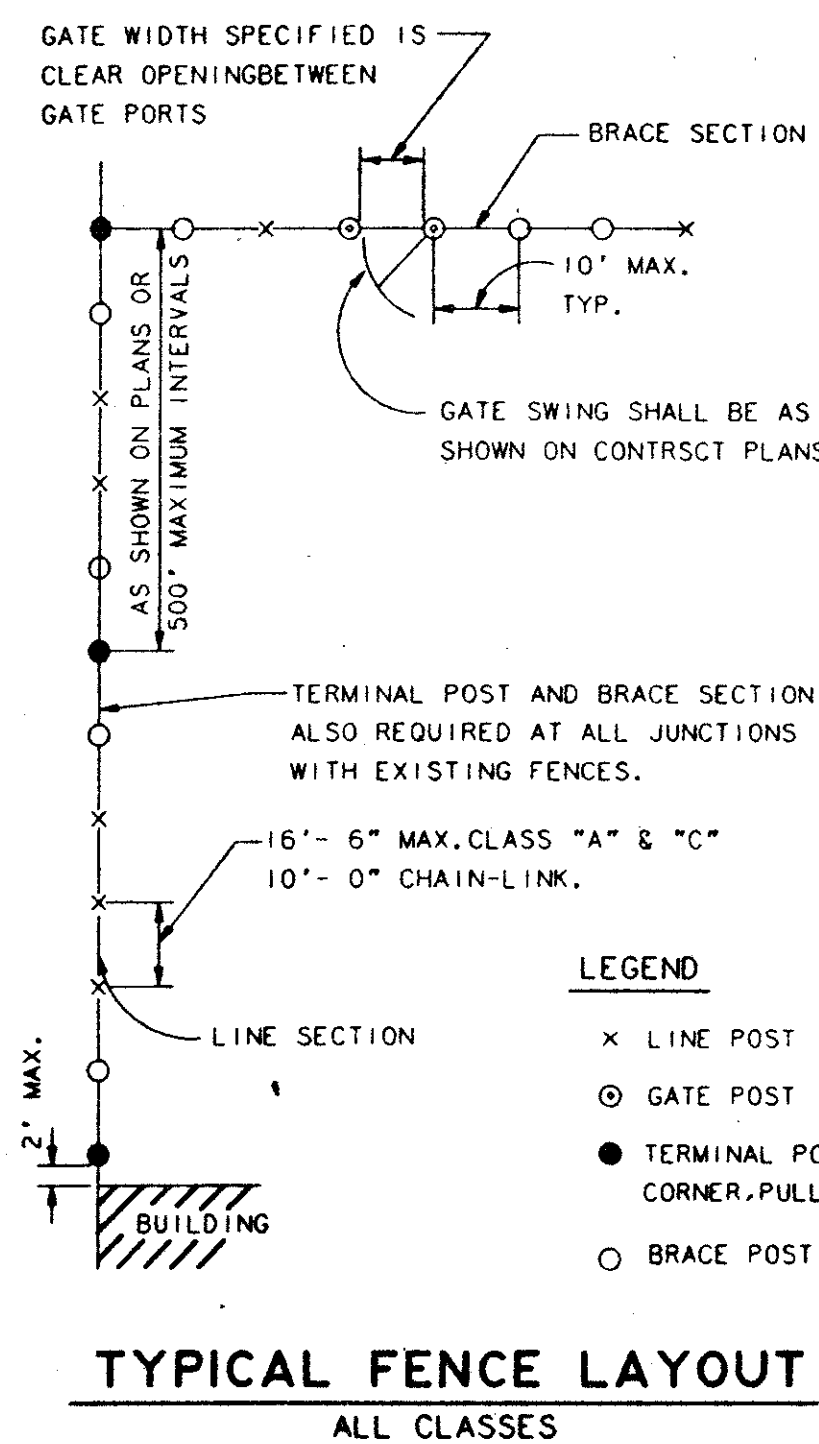 GATE WIDTH SPECIFIED IS
CLEAR OPENINGBETWEEN
GATE PORTS
BRACE SECTION
10' MAX.
TYP.
AS SHOWN ON PLANS OR
500' MAXIMUM INTERVALS
GATE SWING SHALL BE AS
SHOWN ON CONTRSCT PLANS
TERMINAL POST AND BRACE SECTION
ALSO REQUIRED AT ALL JUNCTIONS
WITH EXISTING FENCES.
16'- 6" MAX.CLASS "A" & "C"
10'- 0" CHAIN-LINK.
LINE SECTION
2' MAX.
BUILDING
LEGEND
× LINE POST
GATE POST
TERMINAL
CORNER,PULL
BRACE POST
TYPICAL FENCE LAYOUT
ALL CLASSES